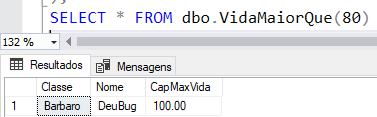 SELECT * FROM dbo.VidaMaiorQue(80)
132 %
Resultados Mensagens
Classe Nome CapMaxVida
1 Barbaro DeuBug 100.00